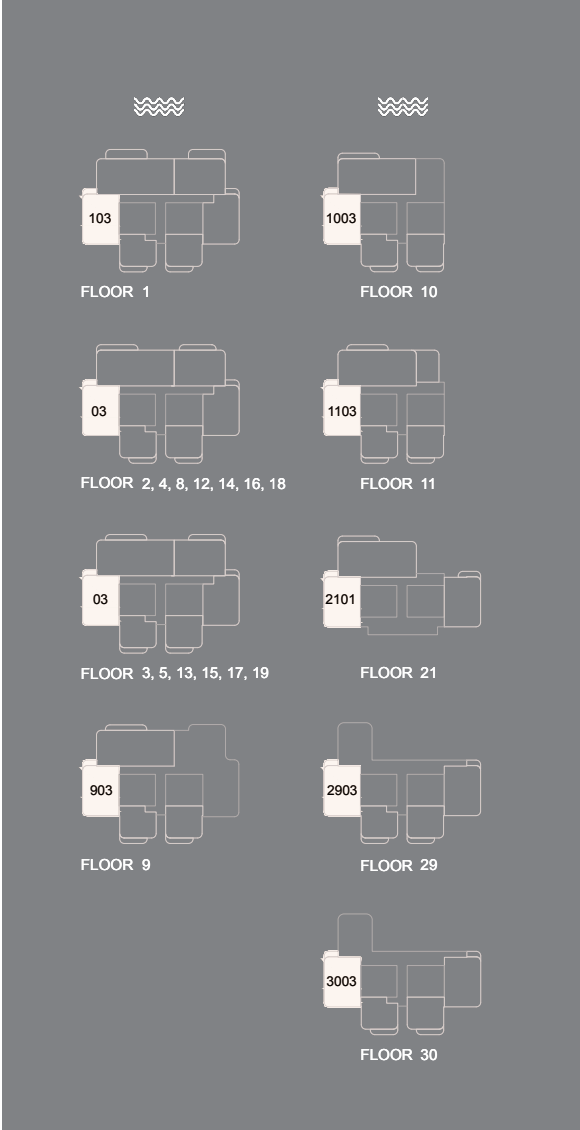 103
FLOOR 1
03
FLOOR 2, 4, 8, 12, 14, 16, 18
03
FLOOR 3, 5, 13, 15, 17, 19
903
FLOOR 9
1003
FLOOR 10
1103
FLOOR 11
2101
FLOOR 21
2903
FLOOR 29
3003
FLOOR 30